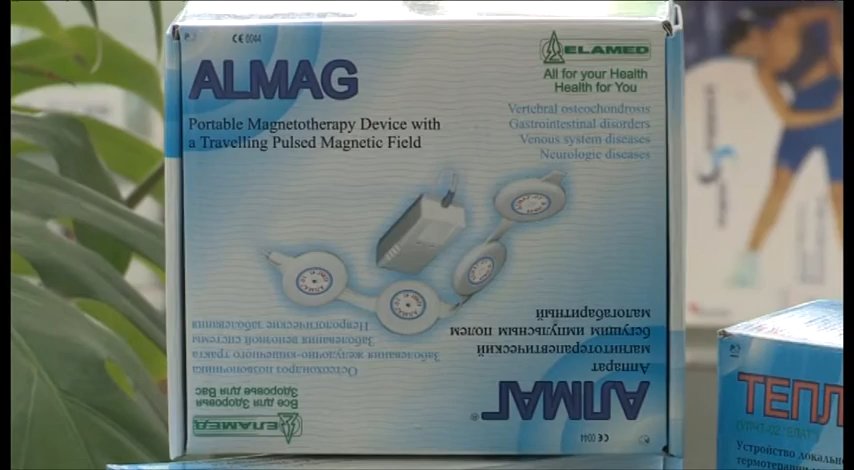 CE 0044
ALMAG
Portable Magnetotherapy Device with
a Travelling Pulsed Magnetic Field
ELAMED
All for your Health
Health for You
Vertebral osteochondrosis
Gastrointestinal disorders
Venous system diseases
Neurologic diseases
АЛМАГ®
Аппарат
магнитотерапевтический
бегущим импульсным полем
малогабаритный
CE 0044
ЕЛАМЕД
Все для Здоровья
Здоровье для Вас
Остеохондроз позвоночника
Заболевания желудочно-кишечного тракта
Заболевания венозной системы
Неврологические заболевания
ТЕПЛ
Устройство локальн
термотерапии